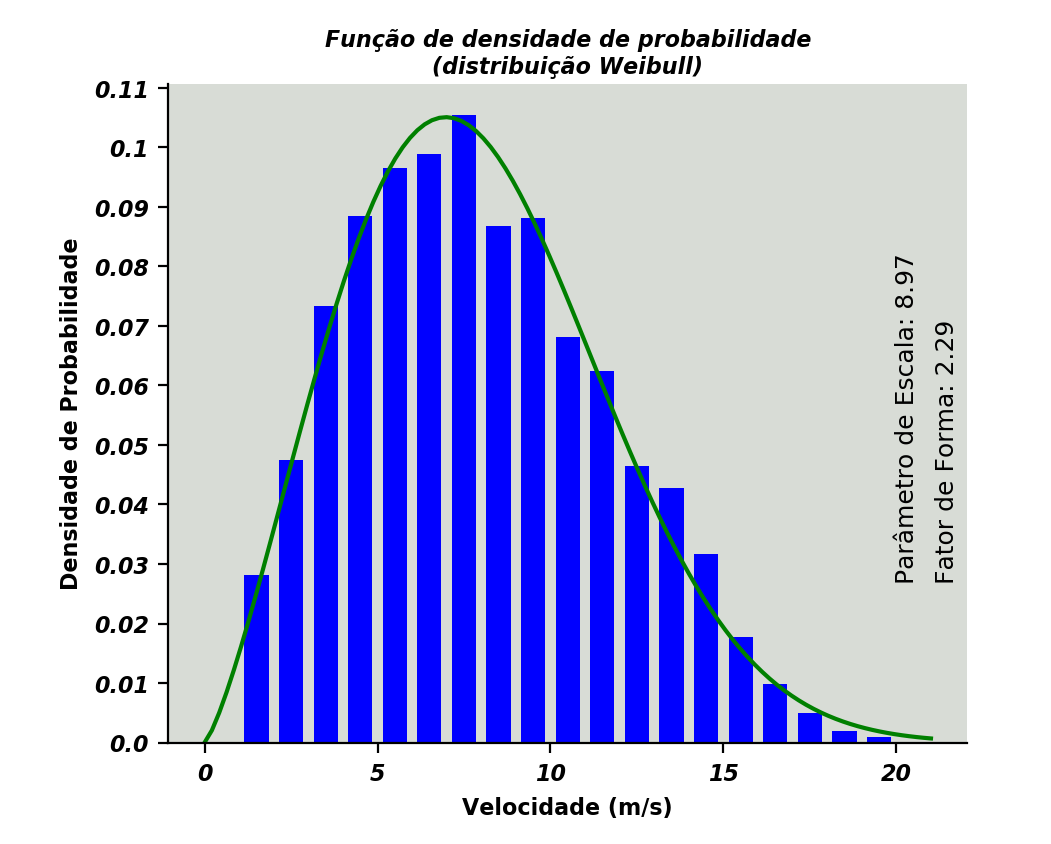 Função de densidade de probabilidade
(distribuição Weibull)
Densidade de Probabilidade
0.11
0.1
0.09
0.08
0.07
0.06
0.05
0.04
0.03
0.02
0.01
0.0
0 5 10 15 20
Velocidade (m/s)
Parâmetro de Escala: 8.97
Fator de Forma: 2.29